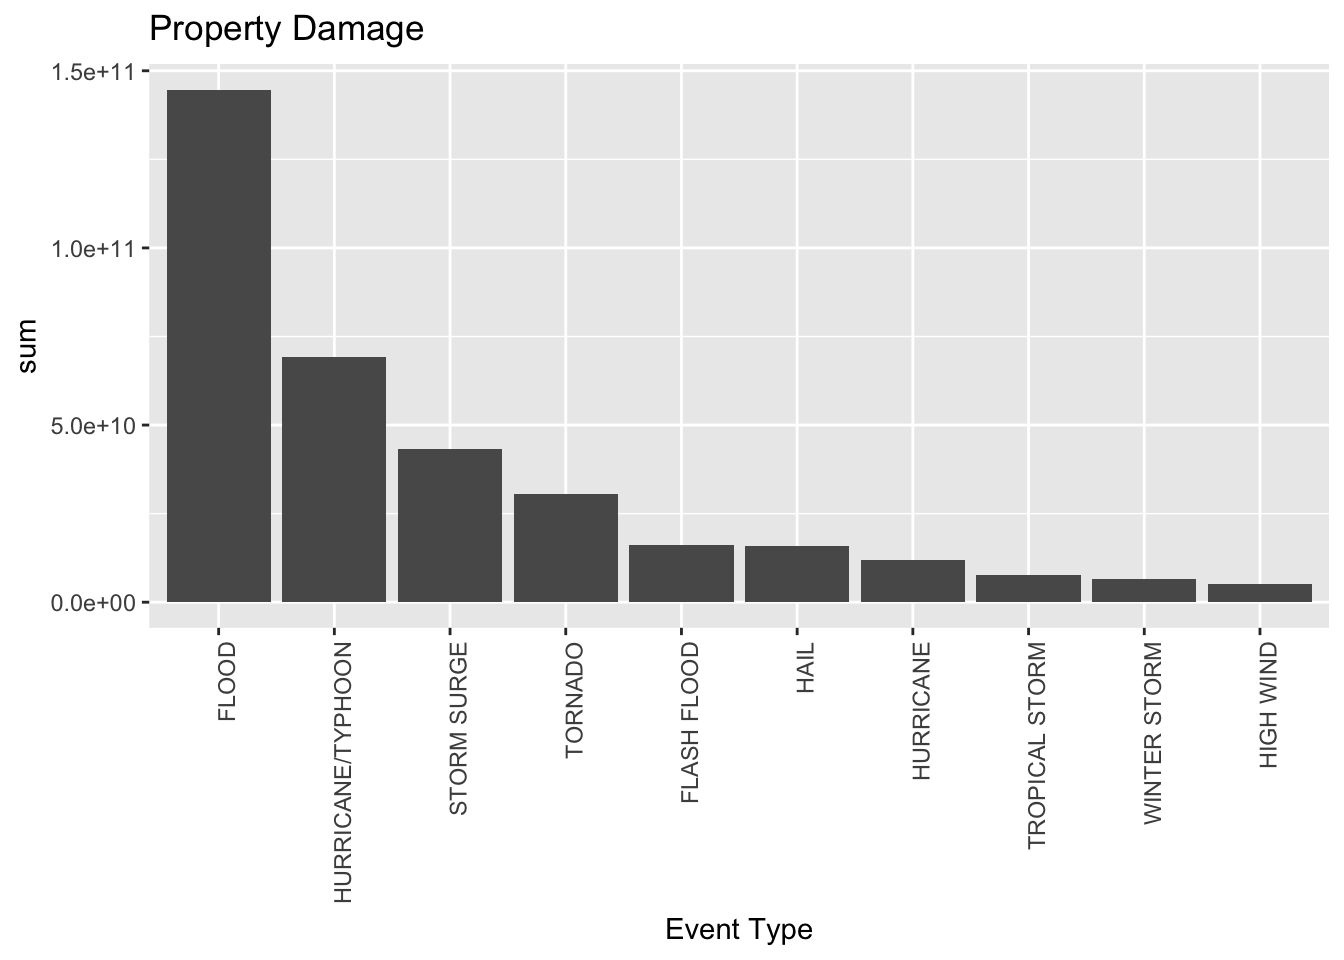 Property Damage
1.5e+11
1.0e+11
5.0e+10
0.0e+00
sum
FLOOD
HURRICANE/TYPHOON
STORM SURGE
TORNADO
FLASH FLOOD
HAIL
HURRICANE
TROPICAL STORM
WINTER STORM
HIGH WIND
Event Type